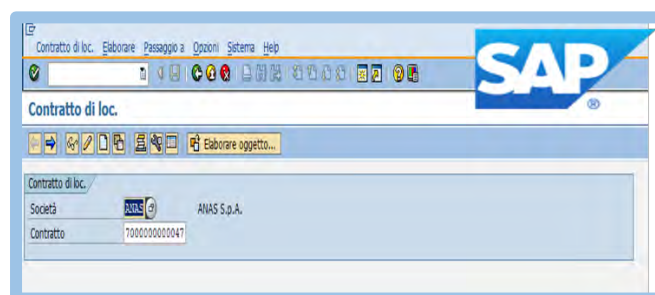 Contratto di loc. Elaborare Passaggio a Opzioni Sistema Help
SAP
®
Contratto di loc.
Elaborare oggetto...
Contratto di loc.
Società ANAS ANAS S.p.A.
Contratto 7000000000047